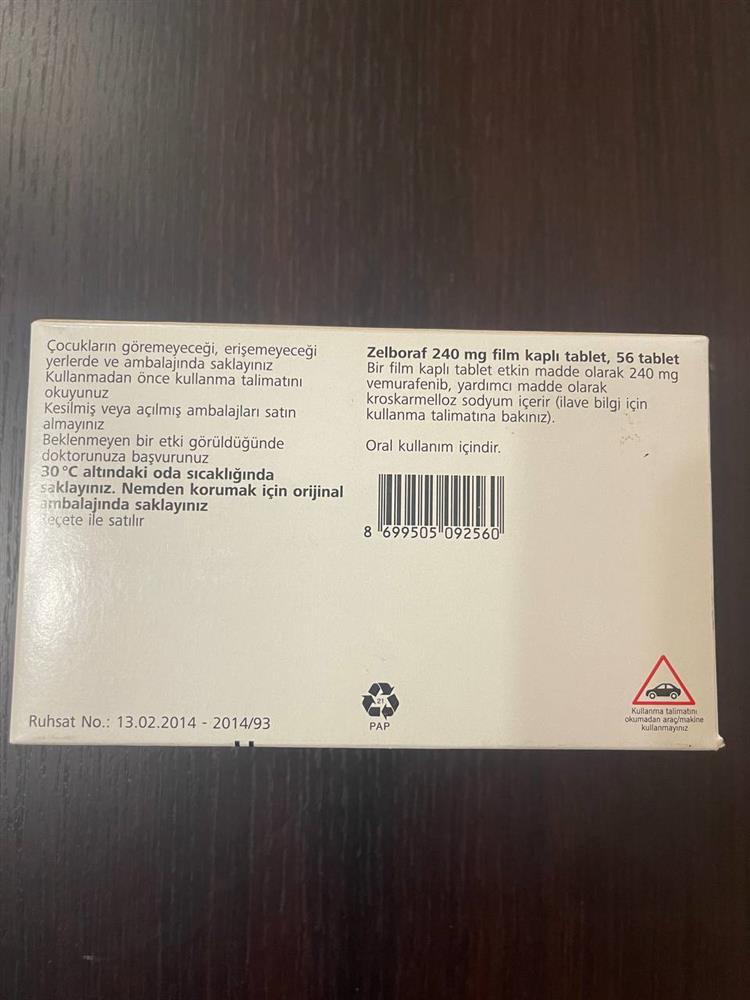 Çocukların göremeyeceği, erişemeyeceği
yerlerde ve ambalajında saklayınız
Kullanmadan önce kullanma talimatını
okuyunuz
Kesilmiş veya açılmış ambalajları satın
almayınız
Beklenmeyen bir etki görüldüğünde
doktorunuza başvurunuz
30 °C altındaki oda sıcaklığında
saklayınız. Nemden korumak için orijinal
ambalajında saklayınız
Reçete ile satılır
Zelboraf 240 mg film kaplı tablet, 56 tablet
Bir film kaplı tablet etkin madde olarak 240 mg
vemurafenib, yardımcı madde olarak
kroskarmelloz sodyum içerir (ilave bilgi için
kullanma talimatına bakınız).
Oral kullanım içindir.
8 699505 092560
Ruhsat No.: 13.02.2014 - 2014/93
21
PAP
Kullanma talimatını
okumadan araç/makine
kullanmayınız